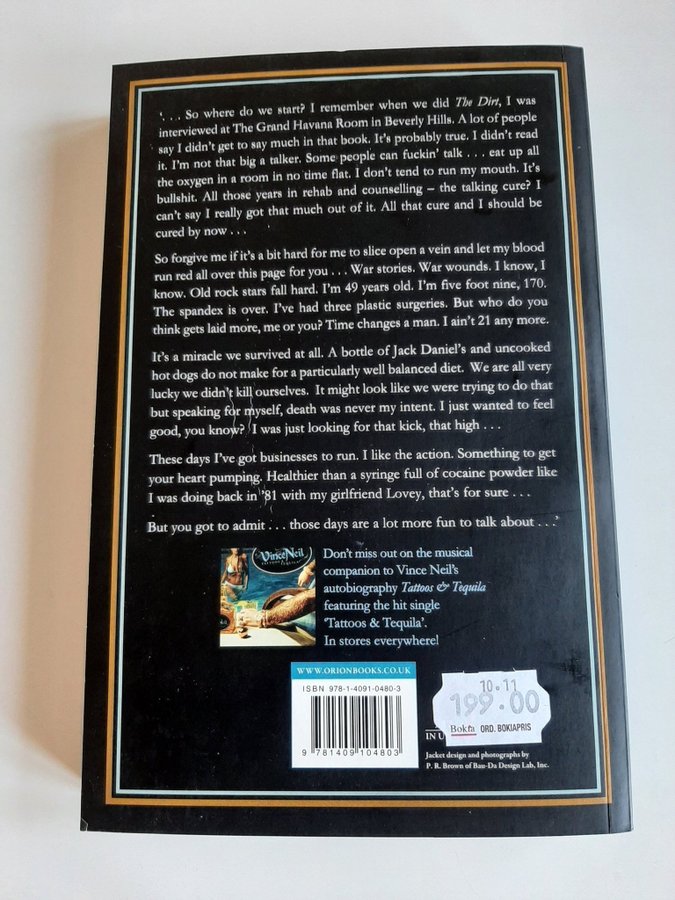 ‘. . . So where do we start? I remember when we did The Dirt, I was
interviewed at The Grand Havana Room in Beverly Hills. A lot of people
say I didn’t get to say much in that book. It’s probably true. I didn’t read
it. I’m not that big a talker. Some people can fuckin’ talk . . . eat up all
the oxygen in a room in no time flat. I don’t tend to run my mouth. It’s
bullshit. All those years in rehab and counselling – the talking cure? I
can’t say I really got that much out of it. All that cure and I should be
cured by now . . .
So forgive me if it’s a bit hard for me to slice open a vein and let my blood
run red all over this page for you . . . War stories. War wounds. I know, I
know. Old rock stars fall hard. I’m 49 years old. I’m five foot nine, 170.
The spandex is over. I’ve had three plastic surgeries. But who do you
think gets laid more, me or you? Time changes a man. I ain’t 21 any more.
It’s a miracle we survived at all. A bottle of Jack Daniel’s and uncooked
hot dogs do not make for a particularly well balanced diet. We are all very
lucky we didn’t kill ourselves. It might look like we were trying to do that
but speaking for myself, death was never my intent. I just wanted to feel
good, you know? I was just looking for that kick, that high . . .
These days I’ve got businesses to run. I like the action. Something to get
your heart pumping. Healthier than a syringe full of cocaine powder like
I was doing back in ’81 with my girlfriend Lovey, that’s for sure . . .
But you got to admit . . . those days are a lot more fun to talk about . . .’
Vince Neil
TATTOOS & TEQUILA
Don’t miss out on the musical
companion to Vince Neil’s
autobiography Tattoos & Tequila
featuring the hit single
‘Tattoos & Tequila’.
In stores everywhere!
WWW.ORIONBOOKS.CO.UK
ISBN 978-1-4091-0480-3
9 781409 104803
10.11
199.00
Bokia ORD. BOKIAPRIS
IN U
Jacket design and photographs by
P. R. Brown of Bau-Da Design Lab, Inc.